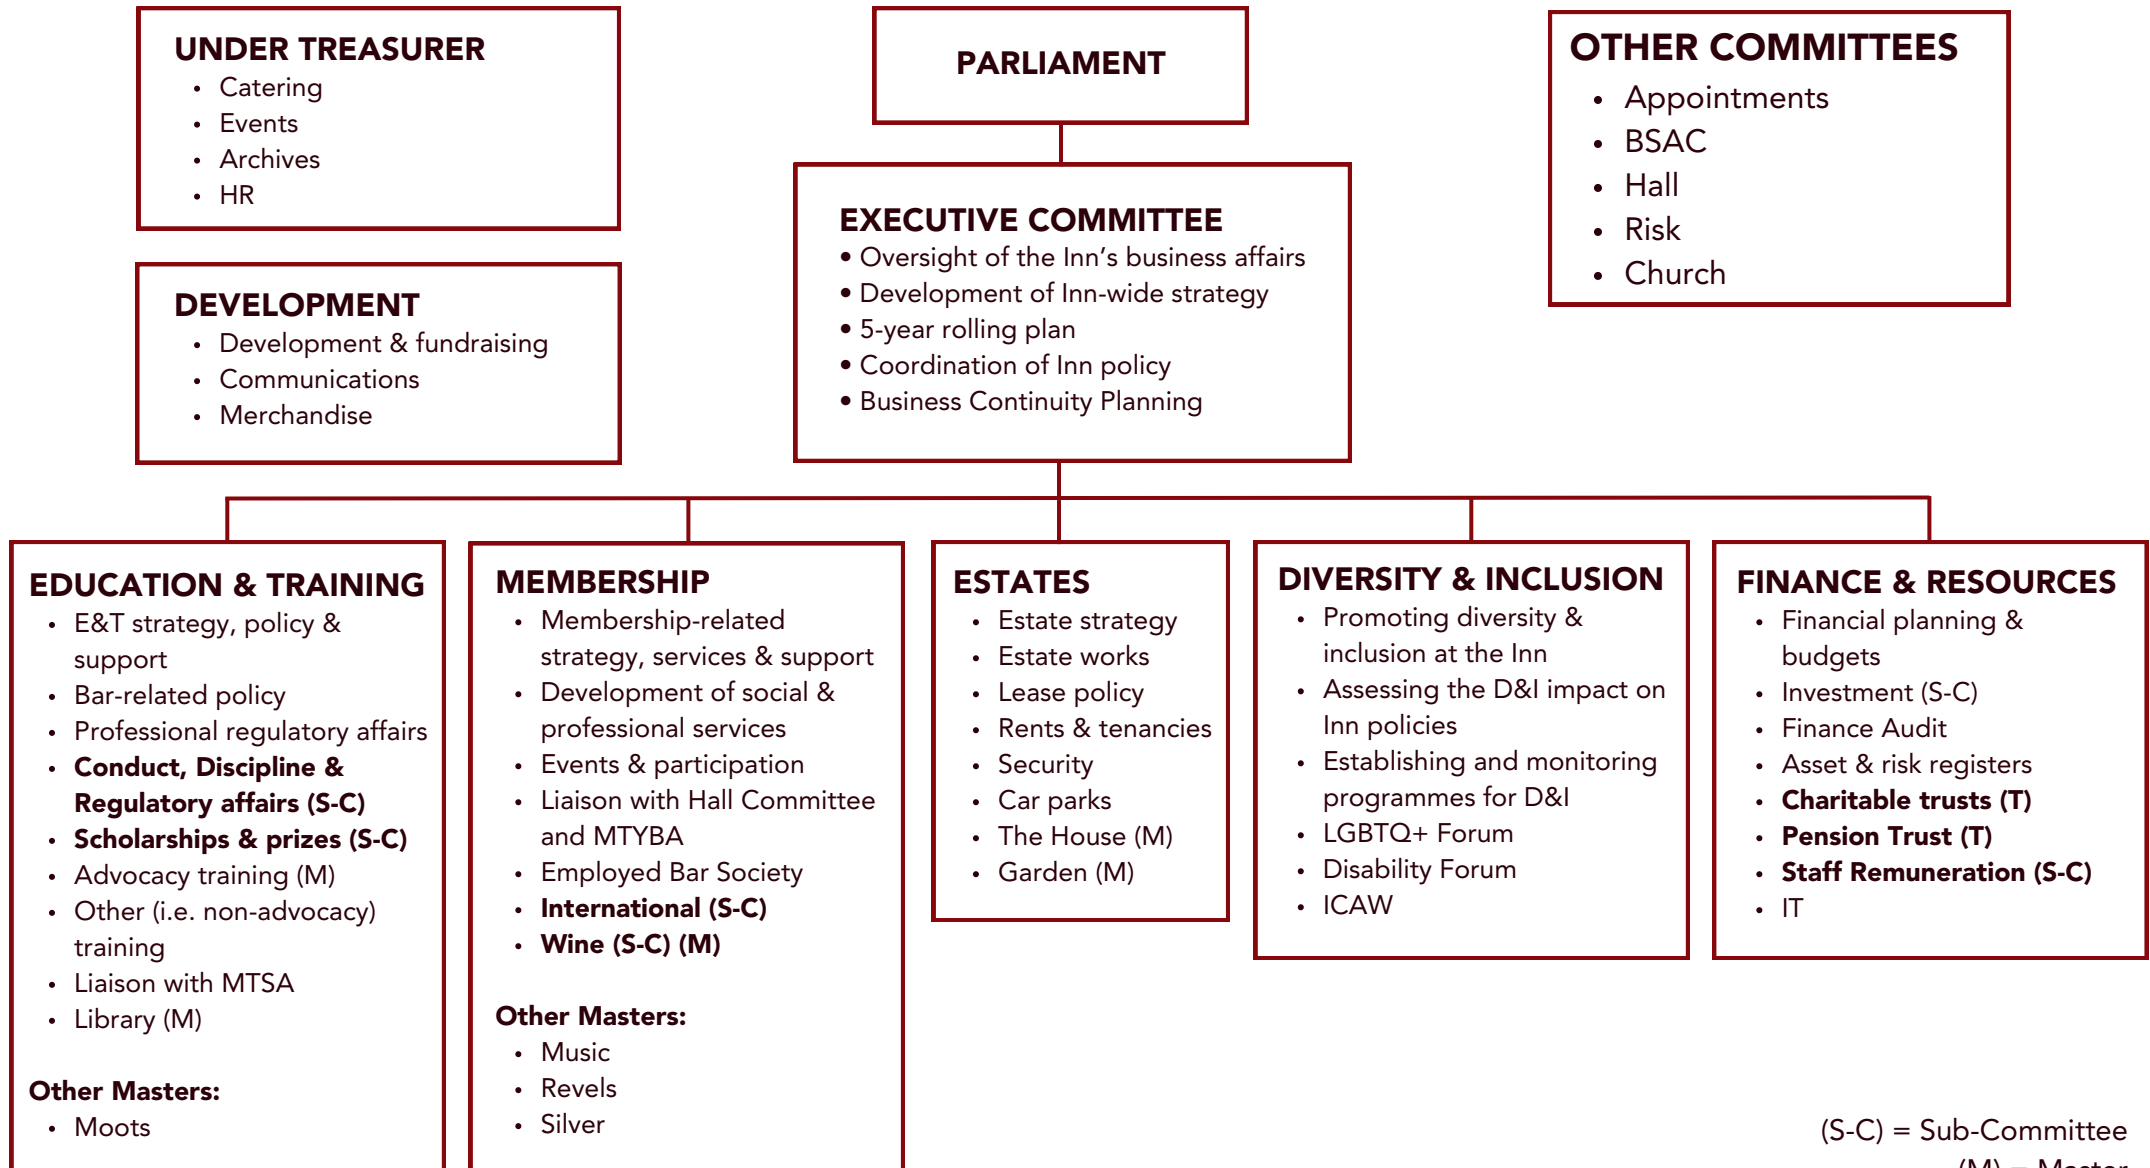 UNDER TREASURER
• Catering
• Events
• Archives
• HR
PARLIAMENT
OTHER COMMITTEES
• Appointments
• BSAC
• Hall
• Risk
• Church
DEVELOPMENT
• Development & fundraising
• Communications
• Merchandise
EXECUTIVE COMMITTEE
• Oversight of the Inn’s business affairs
• Development of Inn-wide strategy
• 5-year rolling plan
• Coordination of Inn policy
• Business Continuity Planning
EDUCATION & TRAINING
• E&T strategy, policy &
support
• Bar-related policy
• Professional regulatory affairs
• Conduct, Discipline &
Regulatory affairs (S-C)
• Scholarships & prizes (S-C)
• Advocacy training (M)
• Other (i.e. non-advocacy)
training
• Liaison with MTSA
• Library (M)
Other Masters:
• Moots
MEMBERSHIP
• Membership-related
strategy, services & support
• Development of social &
professional services
• Events & participation
• Liaison with Hall Committee
and MTYBA
• Employed Bar Society
• International (S-C)
• Wine (S-C) (M)
Other Masters:
• Music
• Revels
• Silver
ESTATES
• Estate strategy
• Estate works
• Lease policy
• Rents & tenancies
• Security
• Car parks
• The House (M)
• Garden (M)
DIVERSITY & INCLUSION
• Promoting diversity &
inclusion at the Inn
• Assessing the D&I impact on
Inn policies
• Establishing and monitoring
programmes for D&I
• LGBTQ+ Forum
• Disability Forum
• ICAW
FINANCE & RESOURCES
• Financial planning &
budgets
• Investment (S-C)
• Finance Audit
• Asset & risk registers
• Charitable trusts (T)
• Pension Trust (T)
• Staff Remuneration (S-C)
• IT
(S-C) = Sub-Committee
(M) = Master